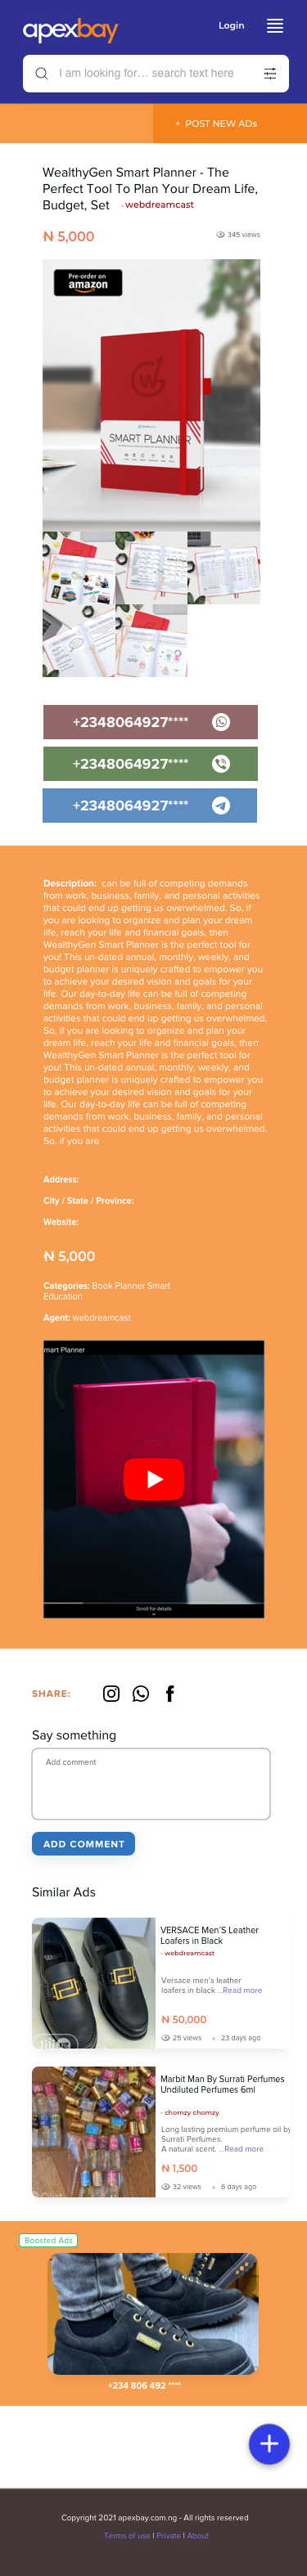 apexbay
Login
I am looking for... search text here
+ POST NEW ADs
WealthyGen Smart Planner - The
Perfect Tool To Plan Your Dream Life,
Budget, Set - webdreamcast
₦ 5,000
345 views
Pre-order on
amazon
SMART PLANNER
+2348064927****
+2348064927****
+2348064927****
Description: can be full of competing demands
from work, business, family, and personal activities
that could end up getting us overwhelmed. So, if
you are looking to organize and plan your dream
life, reach your life and financial goals, then
WealthyGen Smart Planner is the perfect tool for
you! This un-dated annual, monthly, weekly, and
budget planner is uniquely crafted to empower you
to achieve your desired vision and goals for your
life. Our day-to-day life can be full of competing
demands from work, business, family, and personal
activities that could end up getting us overwhelmed.
So, if you are looking to organize and plan your
dream life, reach your life and financial goals, then
WealthyGen Smart Planner is the perfect tool for
you! This un-dated annual, monthly, weekly, and
budget planner is uniquely crafted to empower you
to achieve your desired vision and goals for your
life. Our day-to-day life can be full of competing
demands from work, business, family, and personal
activities that could end up getting us overwhelmed.
So, if you are
Address:
City / State / Province:
Website:
₦ 5,000
Categories: Book Planner Smart
Education
Agent: webdreamcast
mart Planner
Scroll for details
SHARE:
Say something
Add comment
ADD COMMENT
Similar Ads
VERSACE Men'S Leather
Loafers in Black
- webdreamcast
Versace men's leather
loafers in black ...Read more
₦ 50,000
25 views
23 days ago
Marbit Man By Surrati Perfumes
Undiluted Perfumes 6ml
- chomzy chomzy
Long lasting premium perfume oil by
Surrati Perfumes.
A natural scent. ...Read more
₦ 1,500
32 views
6 days ago
Boosted Ads
+234 806 492 ****
Copyright 2021 apexbay.com.ng - All rights reserved
Terms of use | Private | About